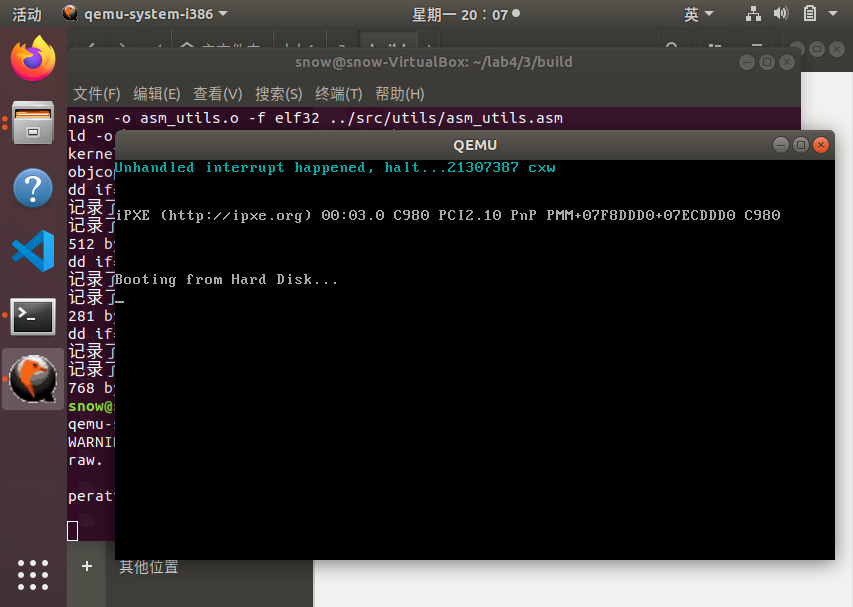 活动 qemu-system-i386 星期一 20：07 英
snow@snow-VirtualBox: ~/lab4/3/build
文件(F) 编辑(E) 查看(V) 搜索(S) 终端(T) 帮助(H)
nasm -o asm_utils.o -f elf32 ../src/utils/asm_utils.asm
ld -o
kerne
objcop
dd if=
记录了
记录了
512 by
dd if=
记录了
记录了
281 by
dd if=
记录了
记录了
768 by
snow@s
qemu-s
WARNIN
raw.
perat
QEMU
Unhandled interrupt happened, halt...21307387 cxw
iPXE (http://ipxe.org) 00:03.0 C980 PCI2.10 PnP PMM+07F8DDD0+07ECDDD0 C980
Booting from Hard Disk...
+ 其他位置